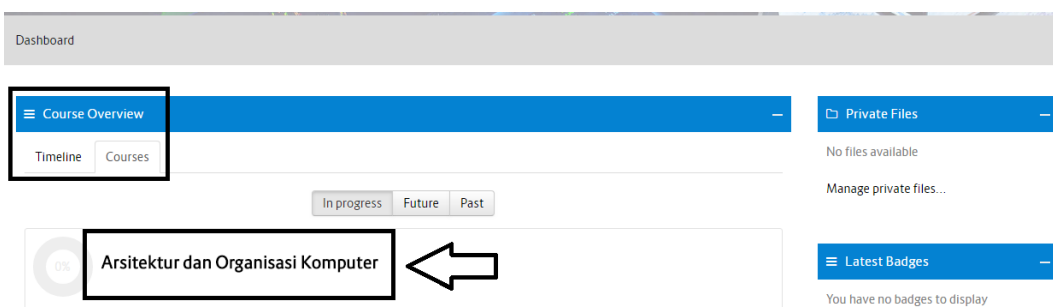 Dashboard
Course Overview
Timeline Courses
In progress Future Past
0%
Arsitektur dan Organisasi Komputer
Private Files
No files available
Manage private files...
Latest Badges
You have no badges to display